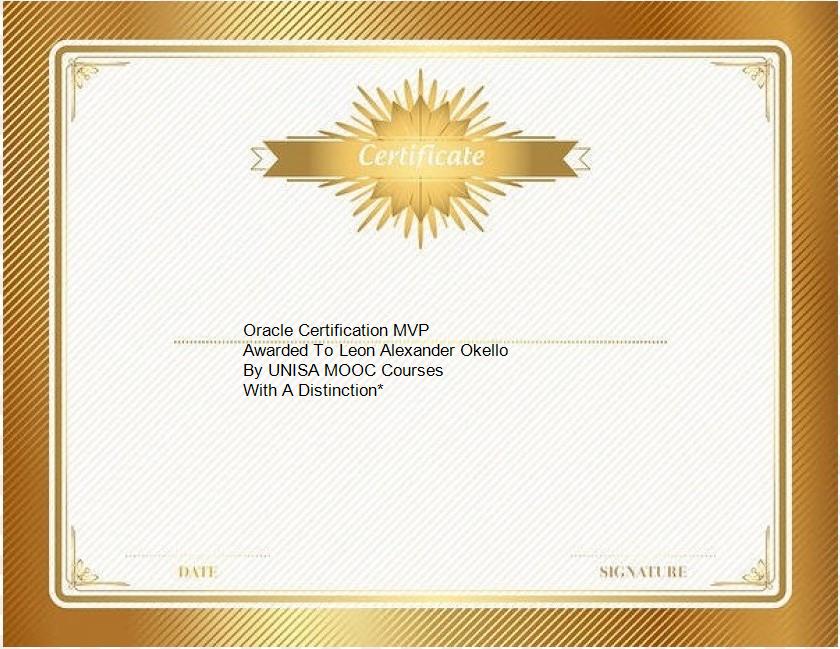 Certificate
Oracle Certification MVP
Awarded To Leon Alexander Okello
By UNISA MOOC Courses
With A Distinction*
DATE
SIGNATURE